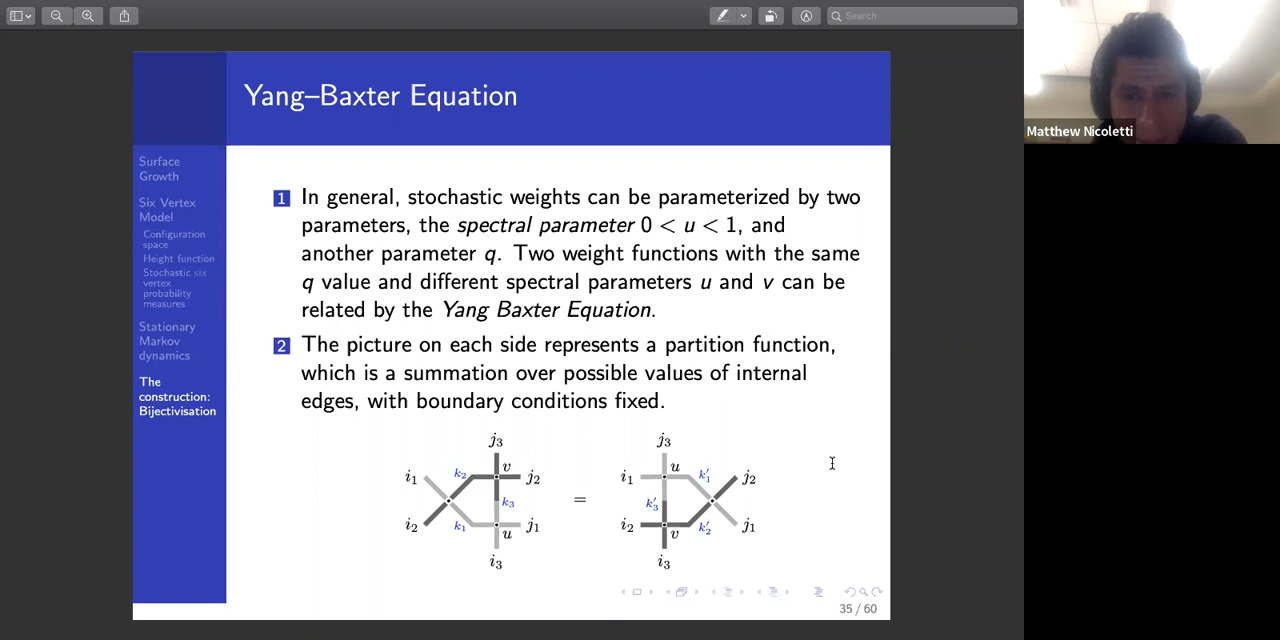 Search
Matthew Nicoletti
Yang–Baxter Equation
Surface
Growth
Six Vertex
Model
Configuration
space
Height function
Stochastic six
vertex
probability
measures
Stationary
Markov
dynamics
The
construction:
Bijectivisation
1 In general, stochastic weights can be parameterized by two
parameters, the spectral parameter 0 < u < 1, and
another parameter q. Two weight functions with the same
q value and different spectral parameters u and v can be
related by the Yang Baxter Equation.
2 The picture on each side represents a partition function,
which is a summation over possible values of internal
edges, with boundary conditions fixed.
j₃ j₃
i₁ k₂ v j₂ i₁ u k′₁ j₂
k₃ = k′₃
i₂ k₁ u j₁ i₂ v k′₂ j₁
i₃ i₃
35 / 60